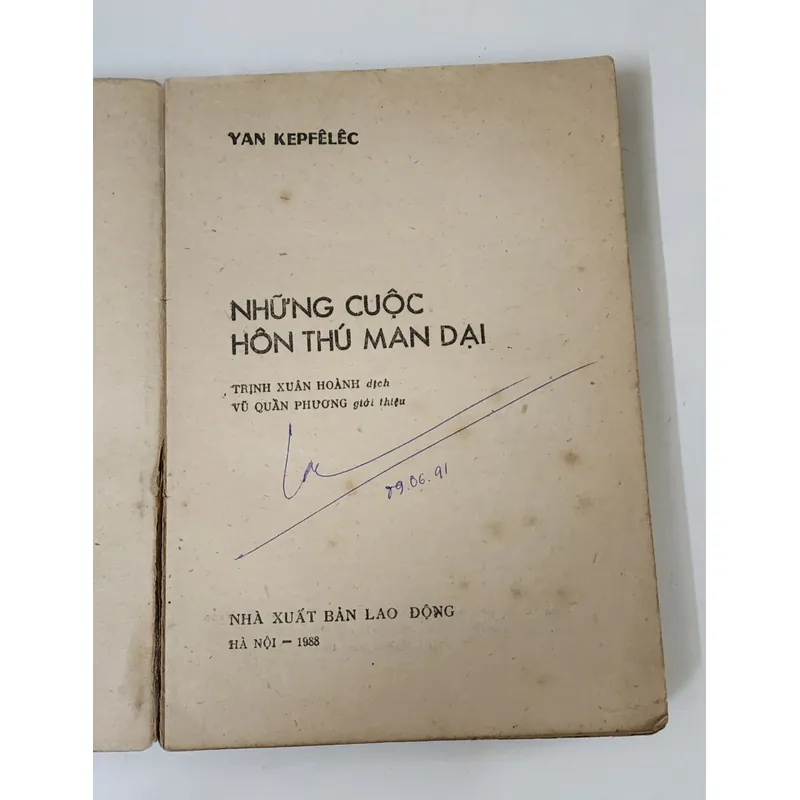 YAN KEPFÊLÊC
NHỮNG CUỘC
HÔN THÚ MAN DẠI
TRỊNH XUÂN HOÀNH dịch
VŨ QUẦN PHƯƠNG giới thiệu
09.06.91
NHÀ XUẤT BẢN LAO ĐỘNG
HÀ NỘI — 1988